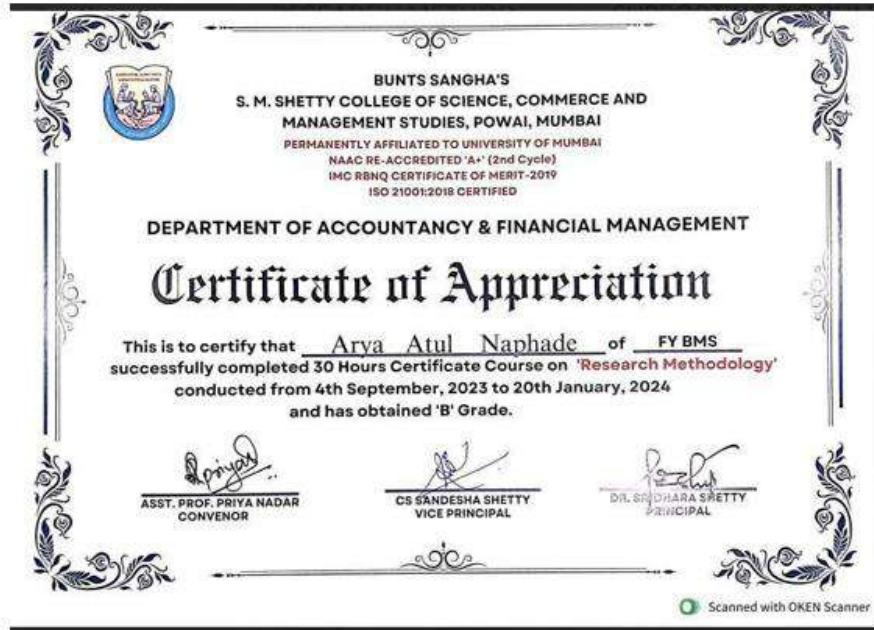 BUNTS SANGHA'S
S. M. SHETTY COLLEGE OF SCIENCE, COMMERCE AND
MANAGEMENT STUDIES, POWAI, MUMBAI
PERMANENTLY AFFILIATED TO UNIVERSITY OF MUMBAI
NAAC RE-ACCREDITED 'A+' (2nd Cycle)
IMC RBNQ CERTIFICATE OF MERIT-2019
ISO 21001:2018 CERTIFIED
DEPARTMENT OF ACCOUNTANCY & FINANCIAL MANAGEMENT
Certificate of Appreciation
This is to certify that Arya Atul Naphade of FY BMS
successfully completed 30 Hours Certificate Course on 'Research Methodology'
conducted from 4th September, 2023 to 20th January, 2024
and has obtained 'B' Grade.
ASST. PROF. PRIYA NADAR
CONVENOR
CS SANDESHA SHETTY
VICE PRINCIPAL
DR. SRIDHARA SHETTY
PRINCIPAL
Scanned with OKEN Scanner